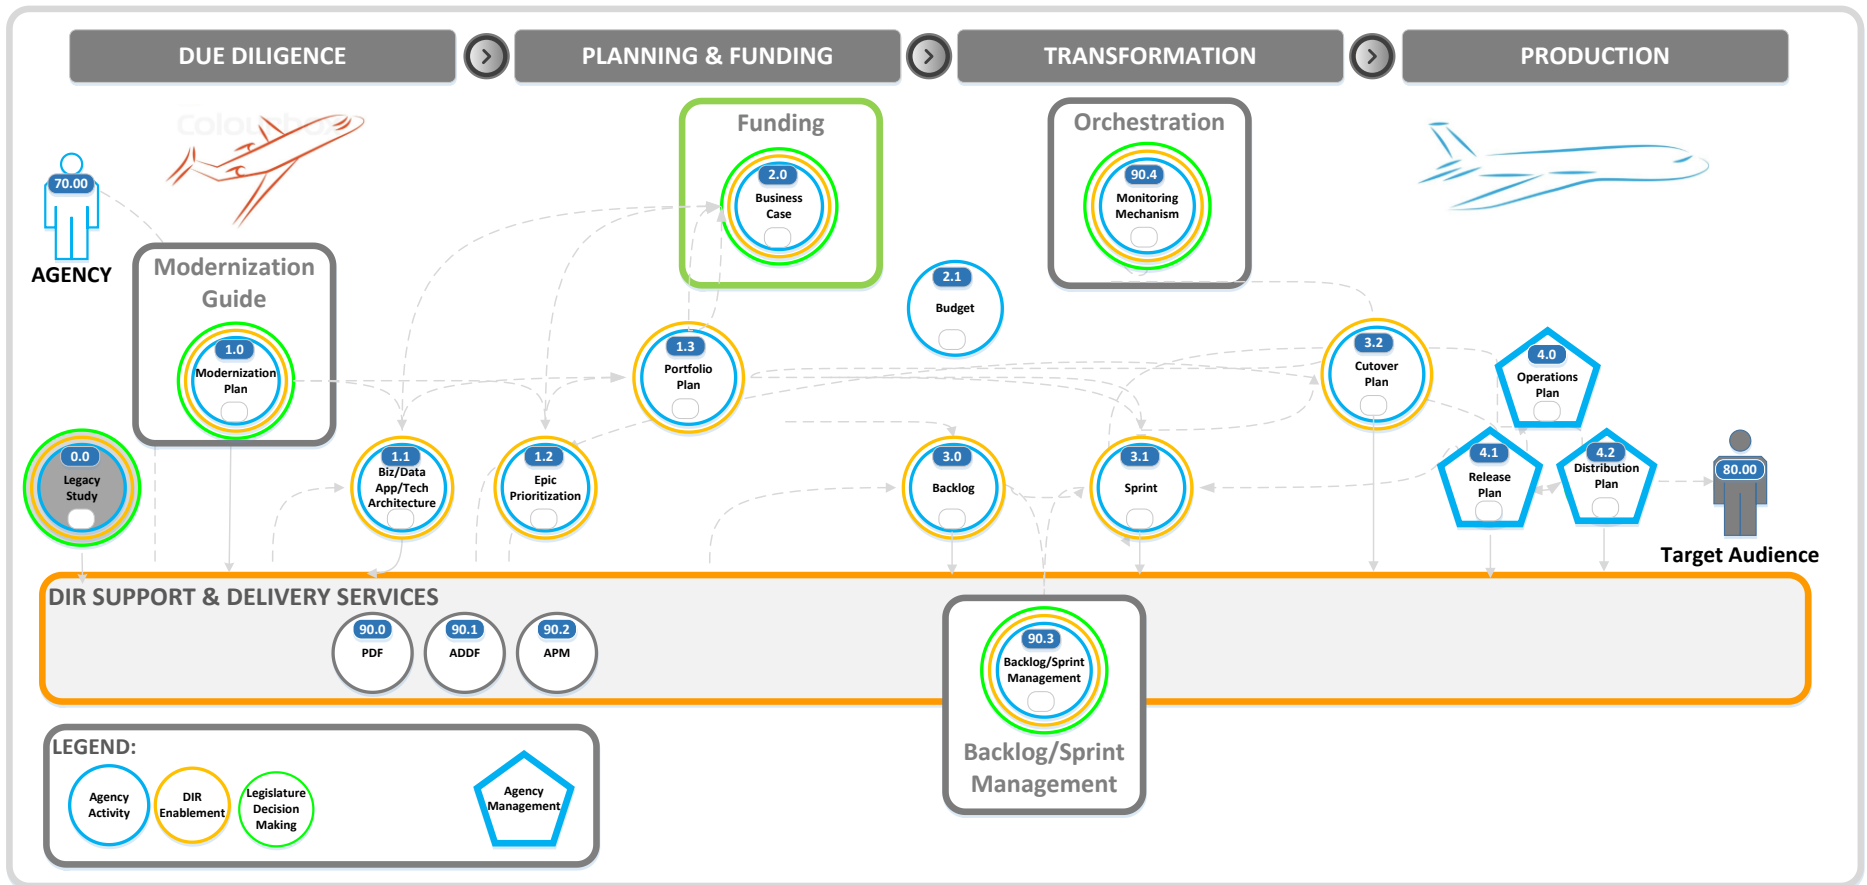 DUE DILIGENCE
PLANNING & FUNDING
TRANSFORMATION
PRODUCTION
70.00
AGENCY
Modernization
Guide
1.0
Modernization
Plan
0.0
Legacy
Study
1.1
Biz/Data
App/Tech
Architecture
1.2
Epic
Prioritization
Funding
2.0
Business
Case
1.3
Portfolio
Plan
2.1
Budget
Orchestration
90.4
Monitoring
Mechanism
3.0
Backlog
3.1
Sprint
3.2
Cutover
Plan
4.0
Operations
Plan
4.1
Release
Plan
4.2
Distribution
Plan
80.00
Target Audience
DIR SUPPORT & DELIVERY SERVICES
90.0
PDF
90.1
ADDF
90.2
APM
90.3
Backlog/Sprint
Management
Backlog/Sprint
Management
LEGEND:
Agency
Activity
DIR
Enablement
Legislature
Decision
Making
Agency
Management